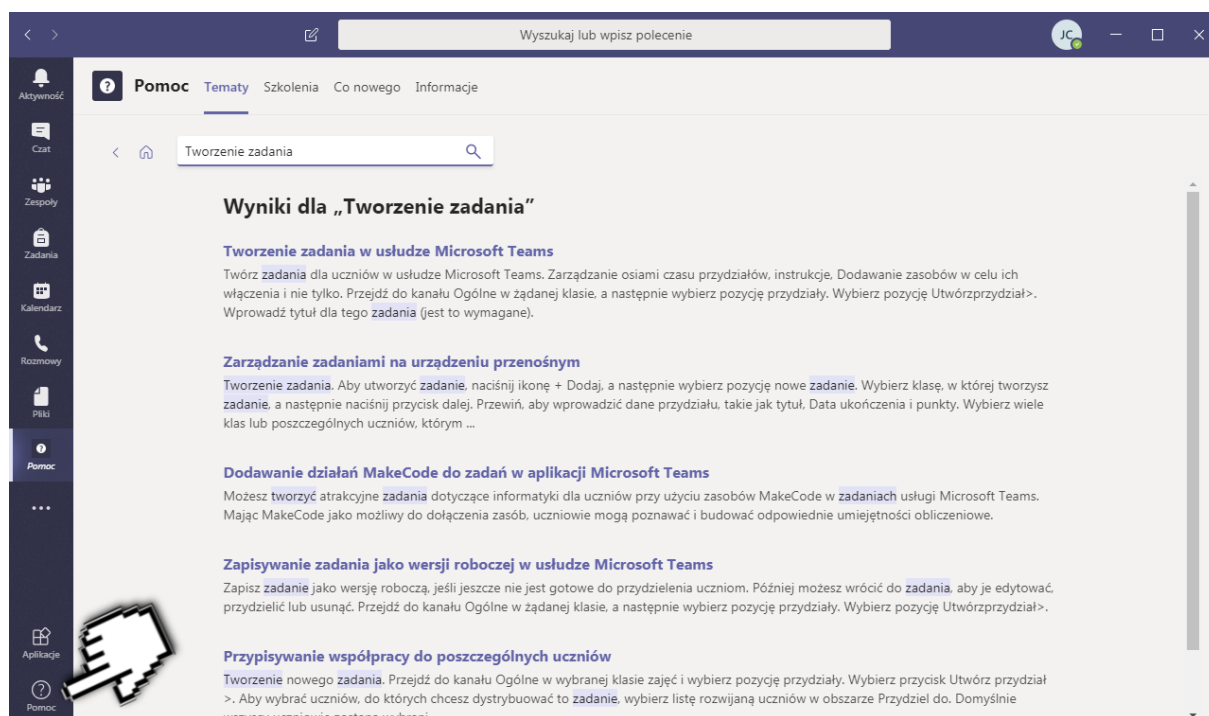 Wyszukaj lub wpisz polecenie
JC
Aktywność
Czat
Zespoły
Zadania
Kalendarz
Rozmowy
Pliki
Pomoc
Aplikacje
Pomoc
Pomoc Tematy Szkolenia Co nowego Informacje
Tworzenie zadania
Wyniki dla „Tworzenie zadania”
Tworzenie zadania w usłudze Microsoft Teams
Twórz zadania dla uczniów w usłudze Microsoft Teams. Zarządzanie osiami czasu przydziałów, instrukcje, Dodawanie zasobów w celu ich
włączenia i nie tylko. Przejdź do kanału Ogólne w żądanej klasie, a następnie wybierz pozycję przydziały. Wybierz pozycję Utwórzprzydział>.
Wprowadź tytuł dla tego zadania (jest to wymagane).
Zarządzanie zadaniami na urządzeniu przenośnym
Tworzenie zadania. Aby utworzyć zadanie, naciśnij ikonę + Dodaj, a następnie wybierz pozycję nowe zadanie. Wybierz klasę, w której tworzysz
zadanie, a następnie naciśnij przycisk dalej. Przewiń, aby wprowadzić dane przydziału, takie jak tytuł, Data ukończenia i punkty. Wybierz wiele
klas lub poszczególnych uczniów, którym ...
Dodawanie działań MakeCode do zadań w aplikacji Microsoft Teams
Możesz tworzyć atrakcyjne zadania dotyczące informatyki dla uczniów przy użyciu zasobów MakeCode w zadaniach usługi Microsoft Teams.
Mając MakeCode jako możliwy do dołączenia zasób, uczniowie mogą poznawać i budować odpowiednie umiejętności obliczeniowe.
Zapisywanie zadania jako wersji roboczej w usłudze Microsoft Teams
Zapisz zadanie jako wersję roboczą, jeśli jeszcze nie jest gotowe do przydzielenia uczniom. Później możesz wrócić do zadania, aby je edytować,
przydzielić lub usunąć. Przejdź do kanału Ogólne w żądanej klasie, a następnie wybierz pozycję przydziały. Wybierz pozycję Utwórzprzydział>.
Przypisywanie współpracy do poszczególnych uczniów
Tworzenie nowego zadania. Przejdź do kanału Ogólne w wybranej klasie zajęć i wybierz pozycję przydziały. Wybierz przycisk Utwórz przydział
>. Aby wybrać uczniów, do których chcesz dystrybuować to zadanie, wybierz listę rozwijaną uczniów w obszarze Przydziel do. Domyślnie